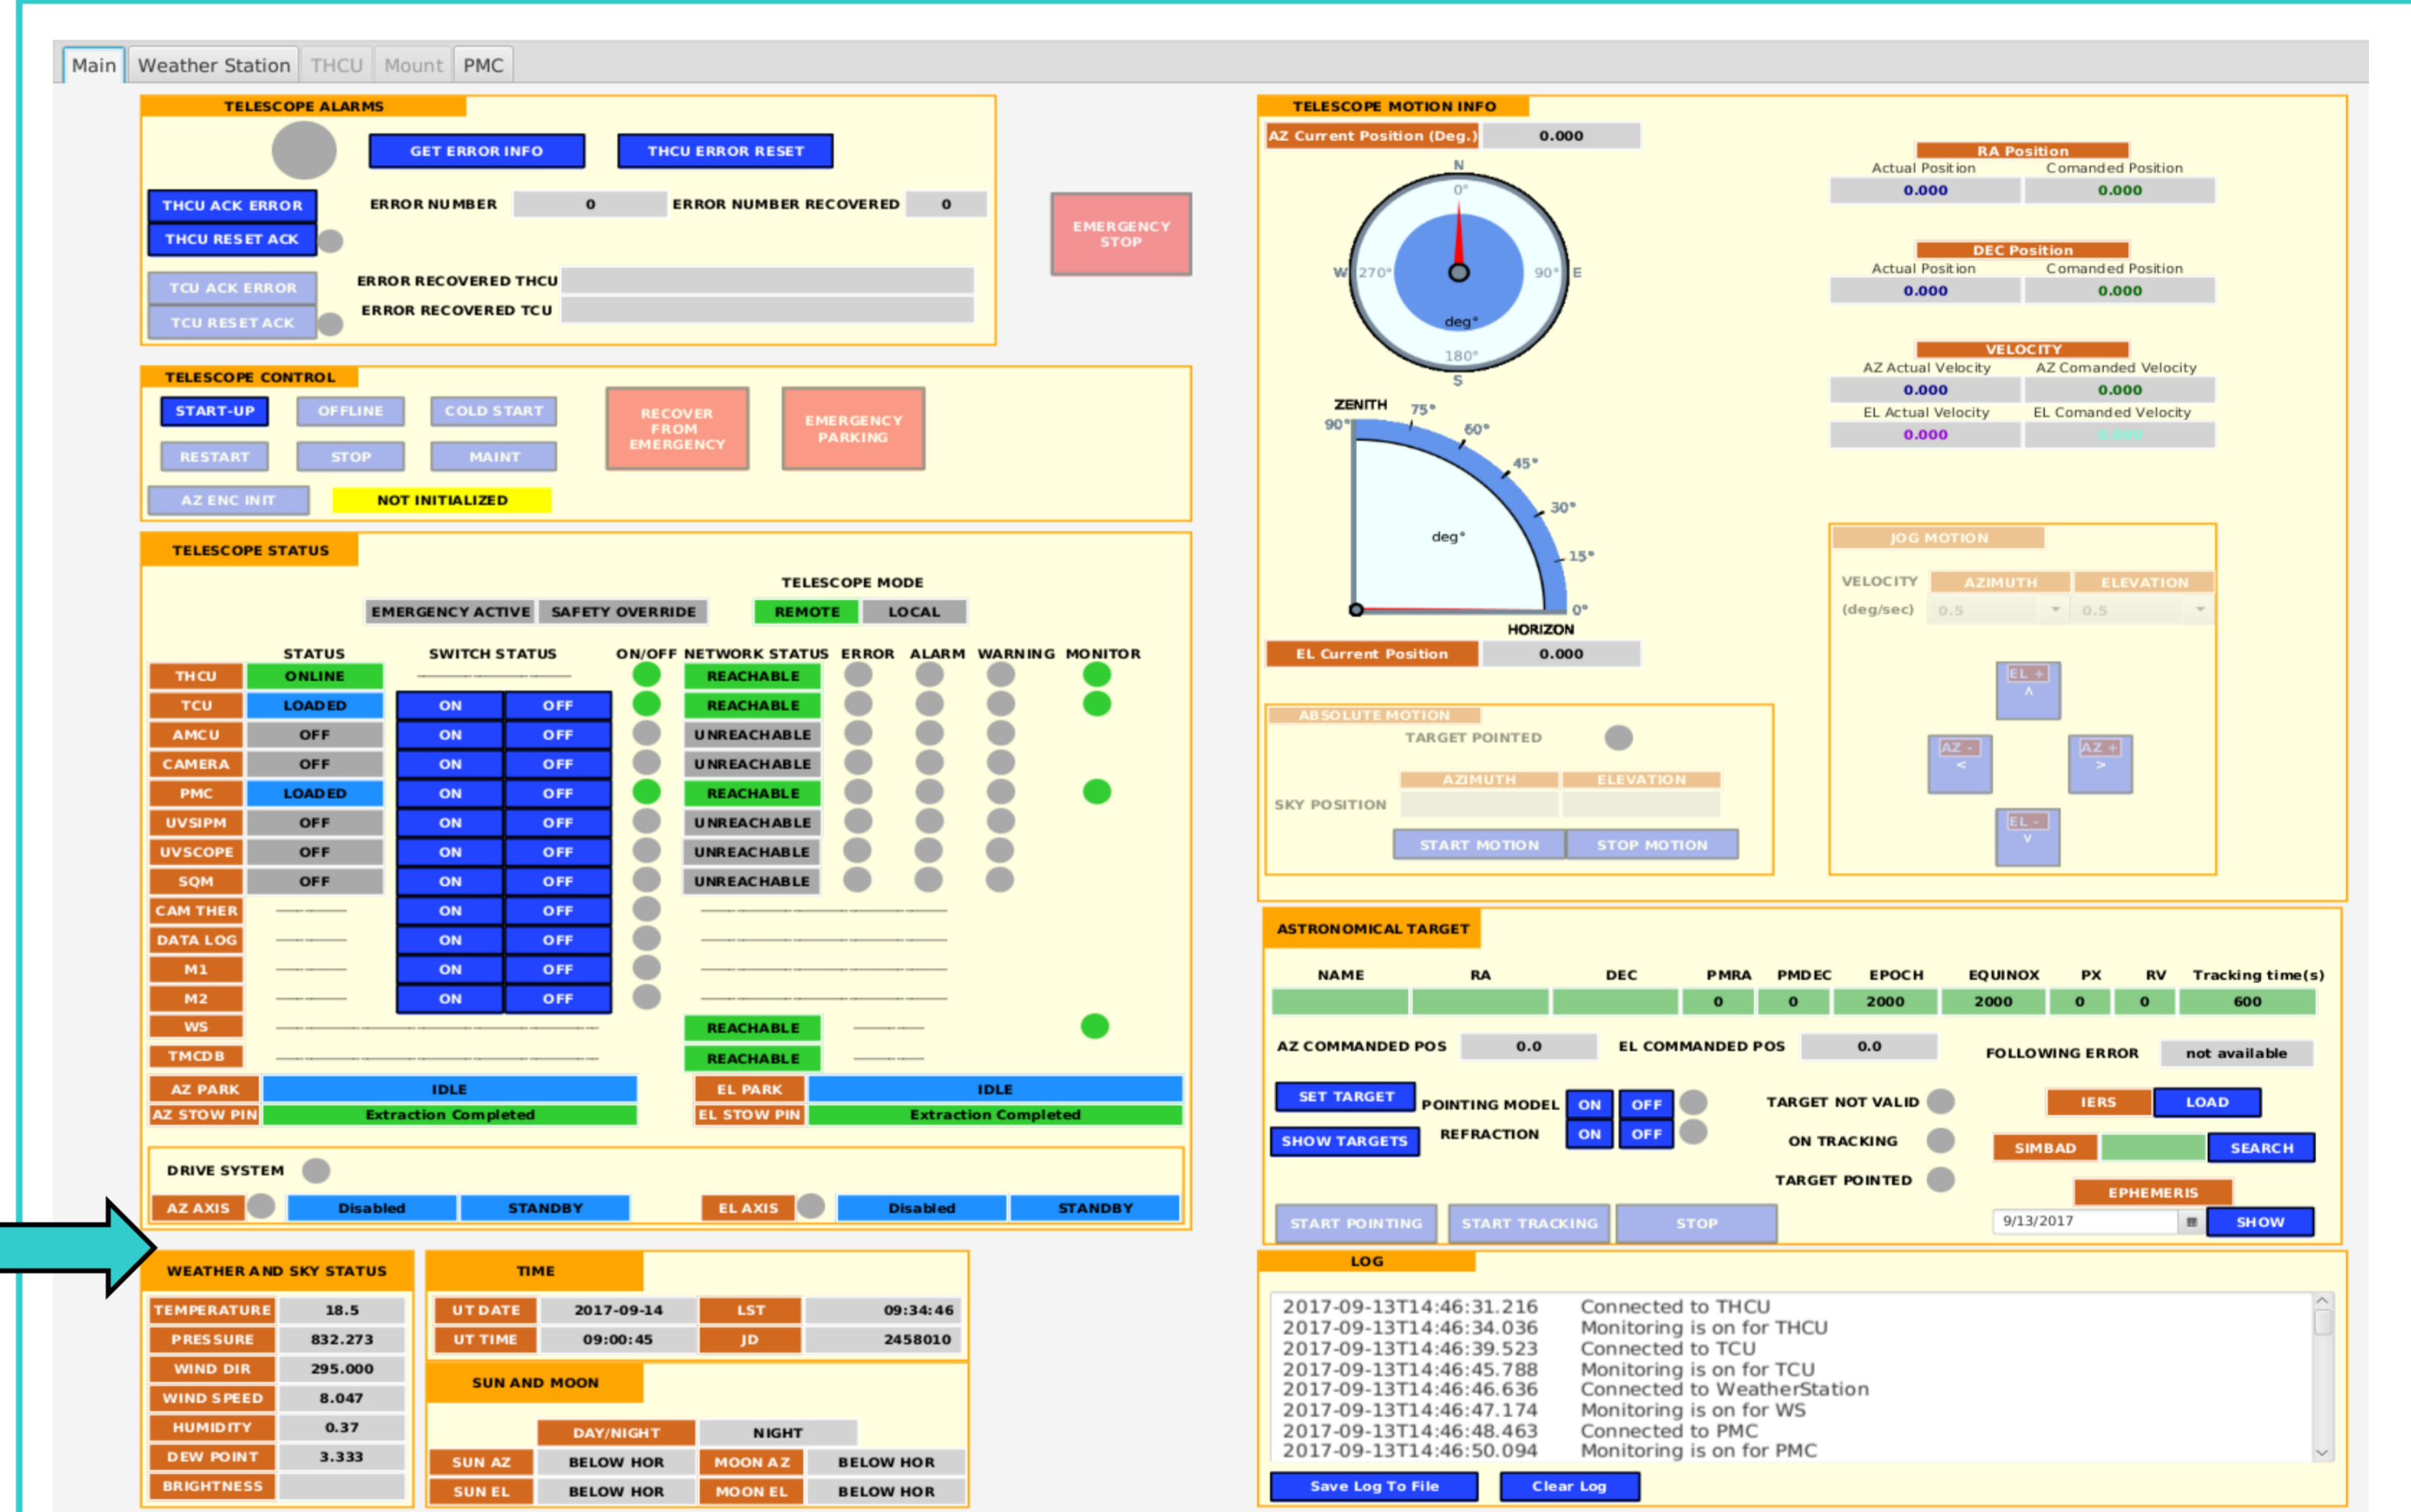 Main Weather Station THCU Mount PMC
TELESCOPE ALARMS
GET ERROR INFO THCU ERROR RESET
THCU ACK ERROR ERROR NUMBER 0 ERROR NUMBER RECOVERED 0
THCU RESET ACK
TCU ACK ERROR ERROR RECOVERED THCU
TCU RESET ACK ERROR RECOVERED TCU
EMERGENCY
STOP
TELESCOPE CONTROL
START-UP OFFLINE COLD START
RESTART STOP MAINT
RECOVER
FROM
EMERGENCY
EMERGENCY
PARKING
AZ ENC INIT NOT INITIALIZED
TELESCOPE STATUS
TELESCOPE MODE
EMERGENCY ACTIVE SAFETY OVERRIDE REMOTE LOCAL
STATUS SWITCH STATUS ON/OFF NETWORK STATUS ERROR ALARM WARNING MONITOR
THCU ONLINE REACHABLE
TCU LOADED ON OFF REACHABLE
AMCU OFF ON OFF UNREACHABLE
CAMERA OFF ON OFF UNREACHABLE
PMC LOADED ON OFF REACHABLE
UVSIPM OFF ON OFF UNREACHABLE
UVSCOPE OFF ON OFF UNREACHABLE
SQM OFF ON OFF UNREACHABLE
CAM THER ON OFF
DATA LOG ON OFF
M1 ON OFF
M2 ON OFF
WS REACHABLE
TMCDB REACHABLE
AZ PARK IDLE EL PARK IDLE
AZ STOW PIN Extraction Completed EL STOW PIN Extraction Completed
DRIVE SYSTEM
AZ AXIS Disabled STANDBY EL AXIS Disabled STANDBY
WEATHER AND SKY STATUS
TEMPERATURE 18.5
PRESSURE 832.273
WIND DIR 295.000
WIND SPEED 8.047
HUMIDITY 0.37
DEW POINT 3.333
BRIGHTNESS
TIME
UT DATE 2017-09-14 LST 09:34:46
UT TIME 09:00:45 JD 2458010
SUN AND MOON
DAY/NIGHT NIGHT
SUN AZ BELOW HOR MOON AZ BELOW HOR
SUN EL BELOW HOR MOON EL BELOW HOR
TELESCOPE MOTION INFO
AZ Current Position (Deg.) 0.000
N
0°
W 270° 90° E
deg°
180°
S
ZENITH 75°
90° 60°
45°
30°
deg°
15°
0°
HORIZON
EL Current Position 0.000
RA Position
Actual Position Comanded Position
0.000 0.000
DEC Position
Actual Position Comanded Position
0.000 0.000
VELOCITY
AZ Actual Velocity AZ Comanded Velocity
0.000 0.000
EL Actual Velocity EL Comanded Velocity
0.000 0.000
ABSOLUTE MOTION
TARGET POINTED
AZIMUTH ELEVATION
SKY POSITION
START MOTION STOP MOTION
JOG MOTION
VELOCITY AZIMUTH ELEVATION
(deg/sec) 0.5 0.5
EL +
^
AZ - AZ +
< >
EL -
v
ASTRONOMICAL TARGET
NAME RA DEC PMRA PMDEC EPOCH EQUINOX PX RV Tracking time(s)
0 0 2000 2000 0 0 600
AZ COMMANDED POS 0.0 EL COMMANDED POS 0.0 FOLLOWING ERROR not available
SET TARGET POINTING MODEL ON OFF TARGET NOT VALID IERS LOAD
SHOW TARGETS REFRACTION ON OFF ON TRACKING SIMBAD SEARCH
TARGET POINTED EPHEMERIS
START POINTING START TRACKING STOP 9/13/2017 SHOW
LOG
2017-09-13T14:46:31.216 Connected to THCU
2017-09-13T14:46:34.036 Monitoring is on for THCU
2017-09-13T14:46:39.523 Connected to TCU
2017-09-13T14:46:45.788 Monitoring is on for TCU
2017-09-13T14:46:46.636 Connected to WeatherStation
2017-09-13T14:46:47.174 Monitoring is on for WS
2017-09-13T14:46:48.463 Connected to PMC
2017-09-13T14:46:50.094 Monitoring is on for PMC
Save Log To File Clear Log